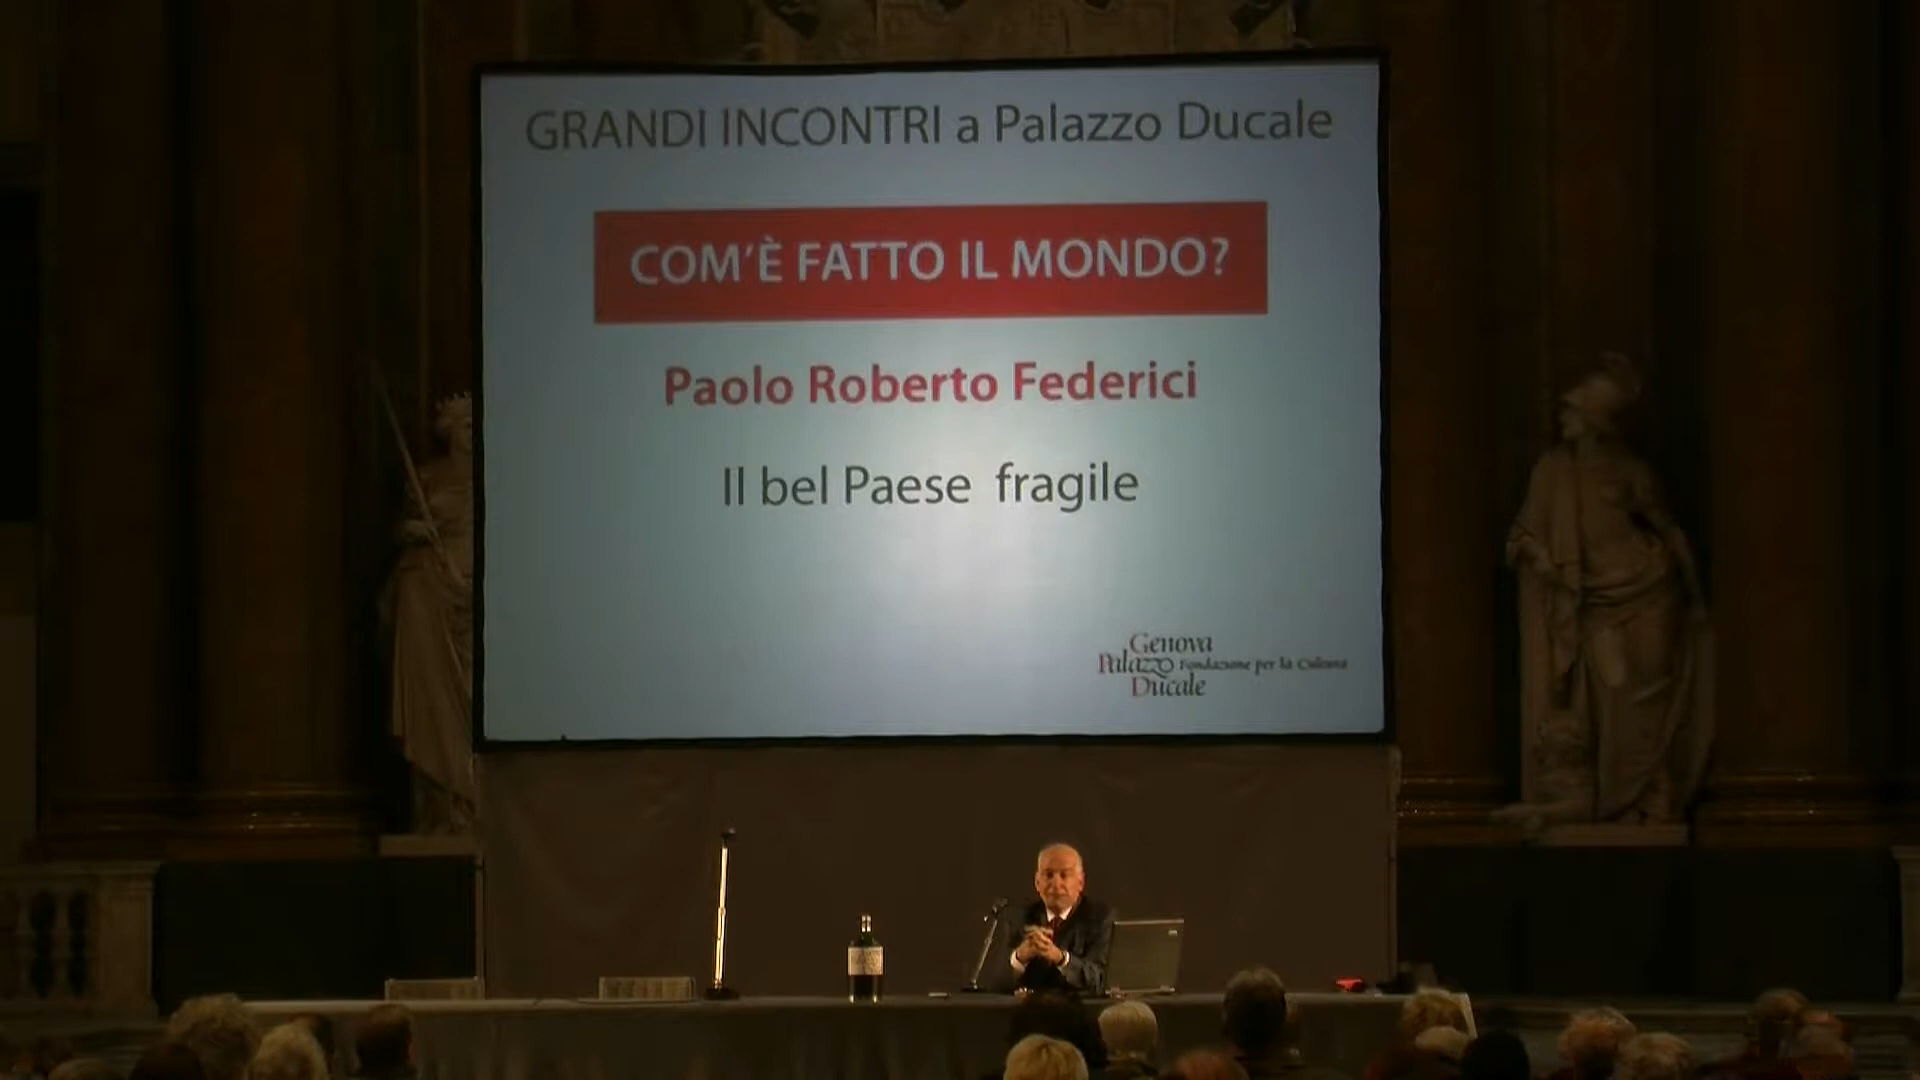 GRANDI INCONTRI a Palazzo Ducale
COM'È FATTO IL MONDO?
Paolo Roberto Federici
Il bel Paese fragile
Genova
Palazzo Fondazione per la Cultura
Ducale